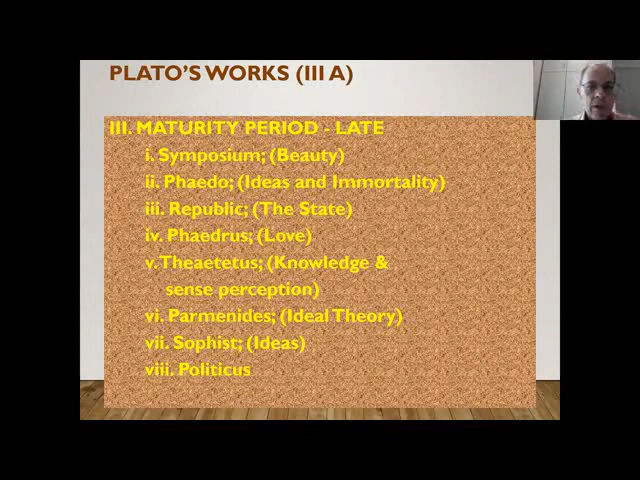 PLATO'S WORKS (III A)
III. MATURITY PERIOD - LATE
i. Symposium; (Beauty)
ii. Phaedo; (Ideas and Immortality)
iii. Republic; (The State)
iv. Phaedrus; (Love)
v. Theaetetus; (Knowledge &
sense perception)
vi. Parmenides; (Ideal Theory)
vii. Sophist; (Ideas)
viii. Politicus